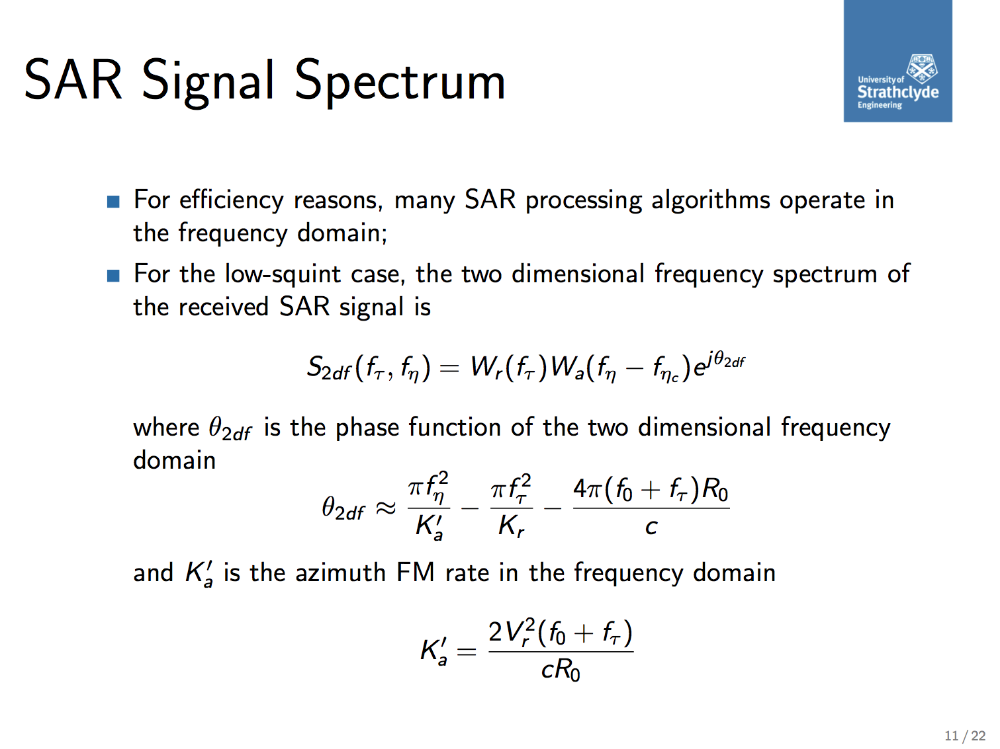 SAR Signal Spectrum
University of
Strathclyde
Engineering
■ For efficiency reasons, many SAR processing algorithms operate in
the frequency domain;
■ For the low-squint case, the two dimensional frequency spectrum of
the received SAR signal is
$S_{2df}(f_\tau, f_\eta) = W_r(f_\tau)W_a(f_\eta - f_{\eta_c})e^{j\theta_{2df}}$
where $\theta_{2df}$ is the phase function of the two dimensional frequency
domain
$\theta_{2df} \approx \frac{\pi f_\eta^2}{K_a'} - \frac{\pi f_\tau^2}{K_r} - \frac{4\pi(f_0 + f_\tau)R_0}{c}$
and $K_a'$ is the azimuth FM rate in the frequency domain
$K_a' = \frac{2V_r^2(f_0 + f_\tau)}{cR_0}$
11 / 22